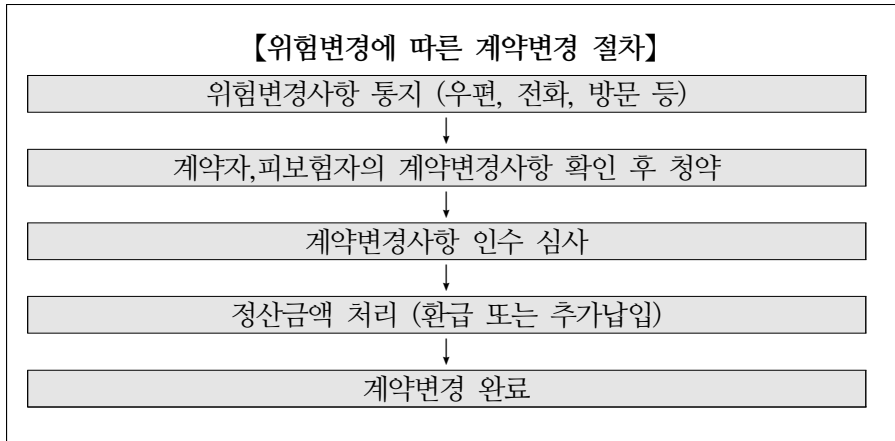 【위험변경에 따른 계약변경 절차】
위험변경사항 통지 (우편, 전화, 방문 등)
계약자,피보험자의 계약변경사항 확인 후 청약
계약변경사항 인수 심사
정산금액 처리 (환급 또는 추가납입)
계약변경 완료